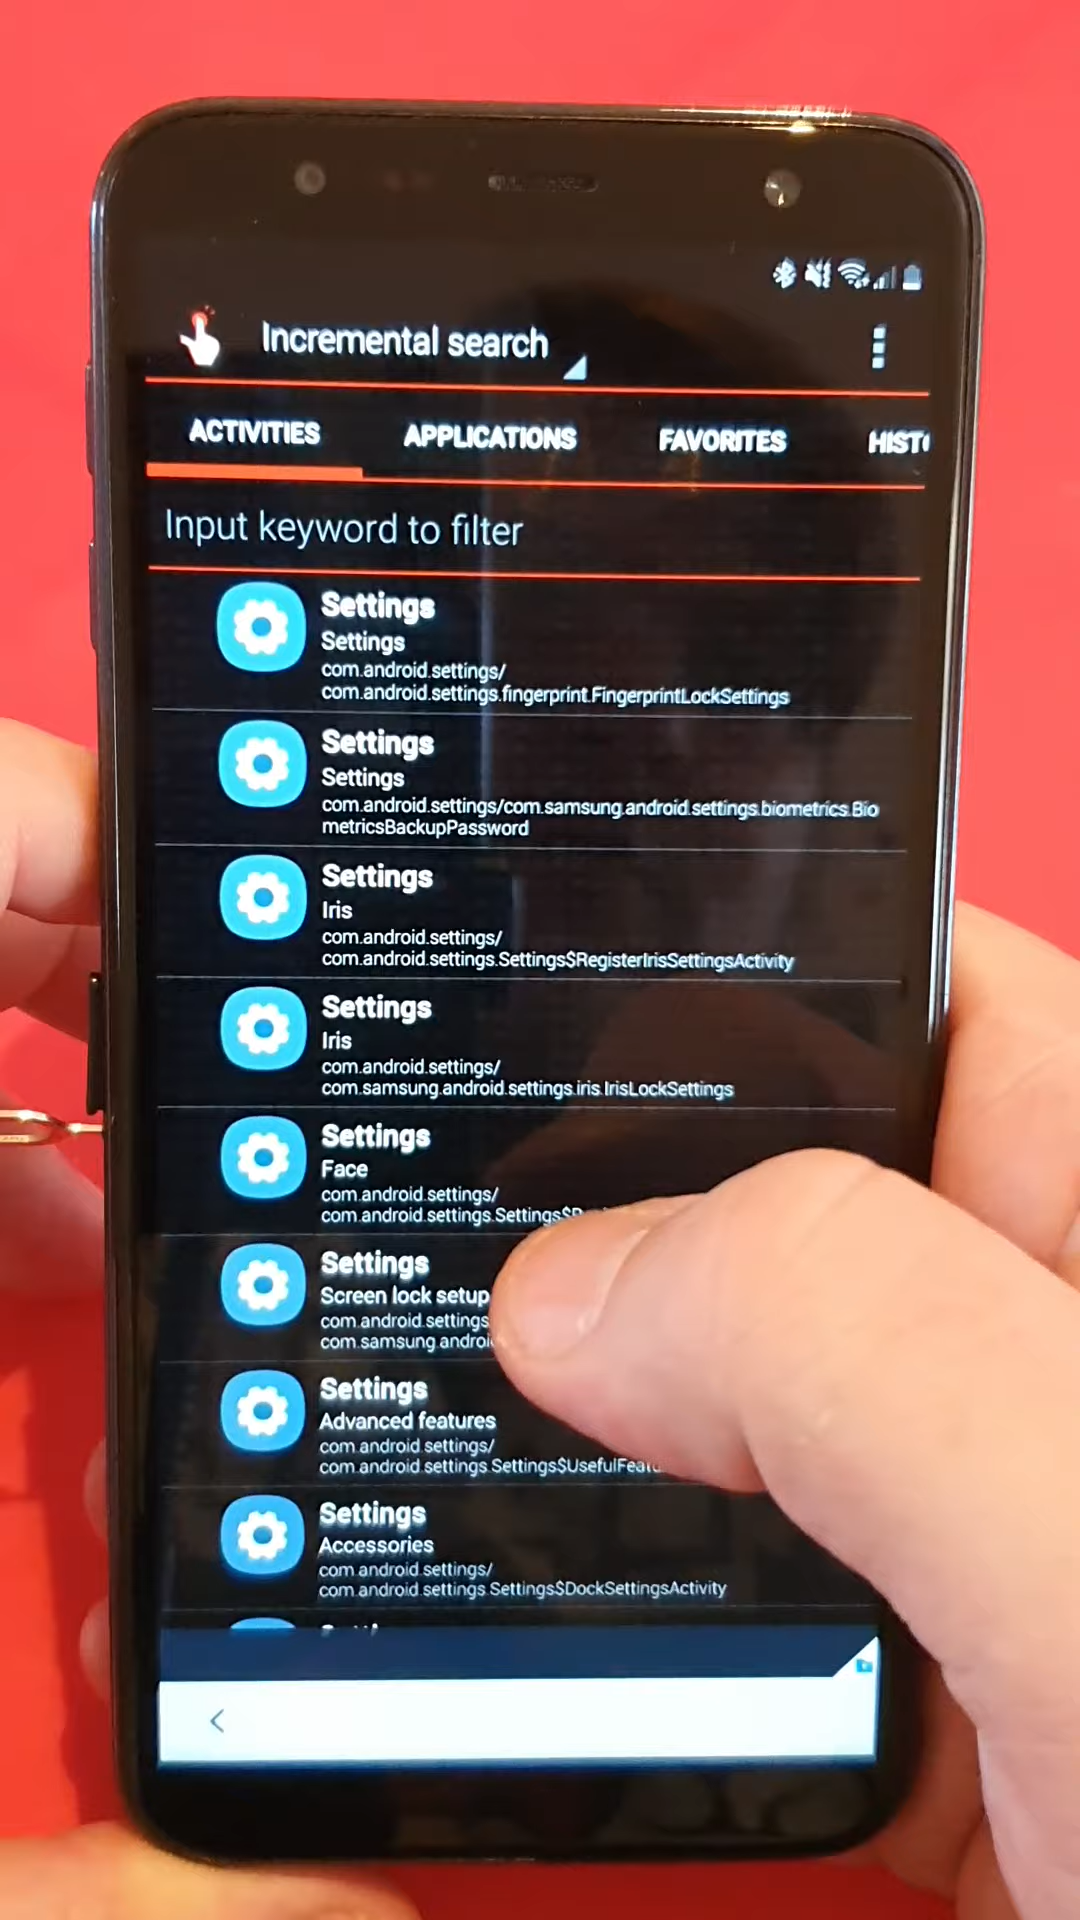 Incremental search
ACTIVITIES APPLICATIONS FAVORITES HIST
Input keyword to filter
Settings
Settings
com.android.settings/
com.android.settings.fingerprint.FingerprintLockSettings
Settings
Settings
com.android.settings/com.samsung.android.settings.biometrics.Bio
metricsBackupPassword
Settings
Iris
com.android.settings/
com.android.settings.Settings$RegisterIrisSettingsActivity
Settings
Iris
com.android.settings/
com.samsung.android.settings.iris.IrisLockSettings
Settings
Face
com.android.settings/
com.android.settings.Settings$
Settings
Screen lock setup
com.android.settings
com.samsung.androi
Settings
Advanced features
com.android.settings/
com.android.settings.Settings$UsefulFeat
Settings
Accessories
com.android.settings/
com.android.settings.Settings$DockSettingsActivity